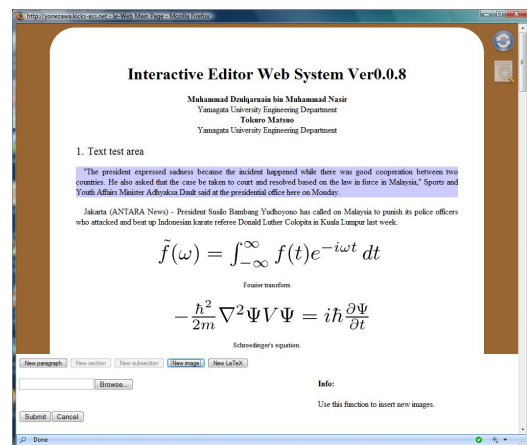 http://yonezawa.kicks-ass.net - Ie-Web Main Page - Mozilla Firefox
Interactive Editor Web System Ver0.0.8
Muhammad Dzulqarnain bin Muhammad Nasir
Yamagata University Engineering Department
Tokuro Matsuo
Yamagata University Engineering Department
1. Text test area
"The president expressed sadness because the incident happened while there was good cooperation between two
countries. He also asked that the case be taken to court and resolved based on the law in force in Malaysia," Sports and
Youth Affairs Minister Adhyaksa Dault said at the presidential office here on Monday.
Jakarta (ANTARA News) - President Susilo Bambang Yudhoyono has called on Malaysia to punish its police officers
who attacked and beat up Indonesian karate referee Donald Luther Colopita in Kuala Lumpur last week.
f̃(ω) = ∫_{-∞}^{∞} f(t)e^{-iωt} dt
Fourier transform.
-ħ²/2m ∇²Ψ V Ψ = iħ ∂Ψ/∂t
Schroedinger's equation.
New paragraph New section New subsection New image New LaTeX
Browse... Info:
Use this function to insert new images.
Submit Cancel
Done